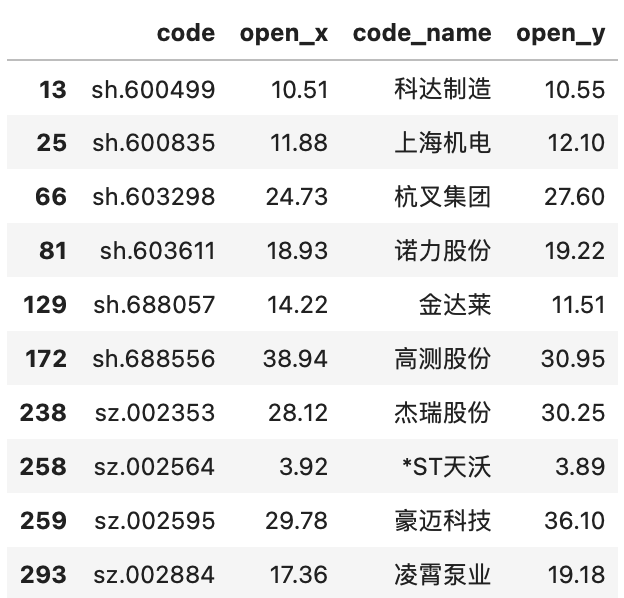 code open_x code_name open_y
13 sh.600499 10.51 科达制造 10.55
25 sh.600835 11.88 上海机电 12.10
66 sh.603298 24.73 杭叉集团 27.60
81 sh.603611 18.93 诺力股份 19.22
129 sh.688057 14.22 金达莱 11.51
172 sh.688556 38.94 高测股份 30.95
238 sz.002353 28.12 杰瑞股份 30.25
258 sz.002564 3.92 *ST天沃 3.89
259 sz.002595 29.78 豪迈科技 36.10
293 sz.002884 17.36 凌霄泵业 19.18